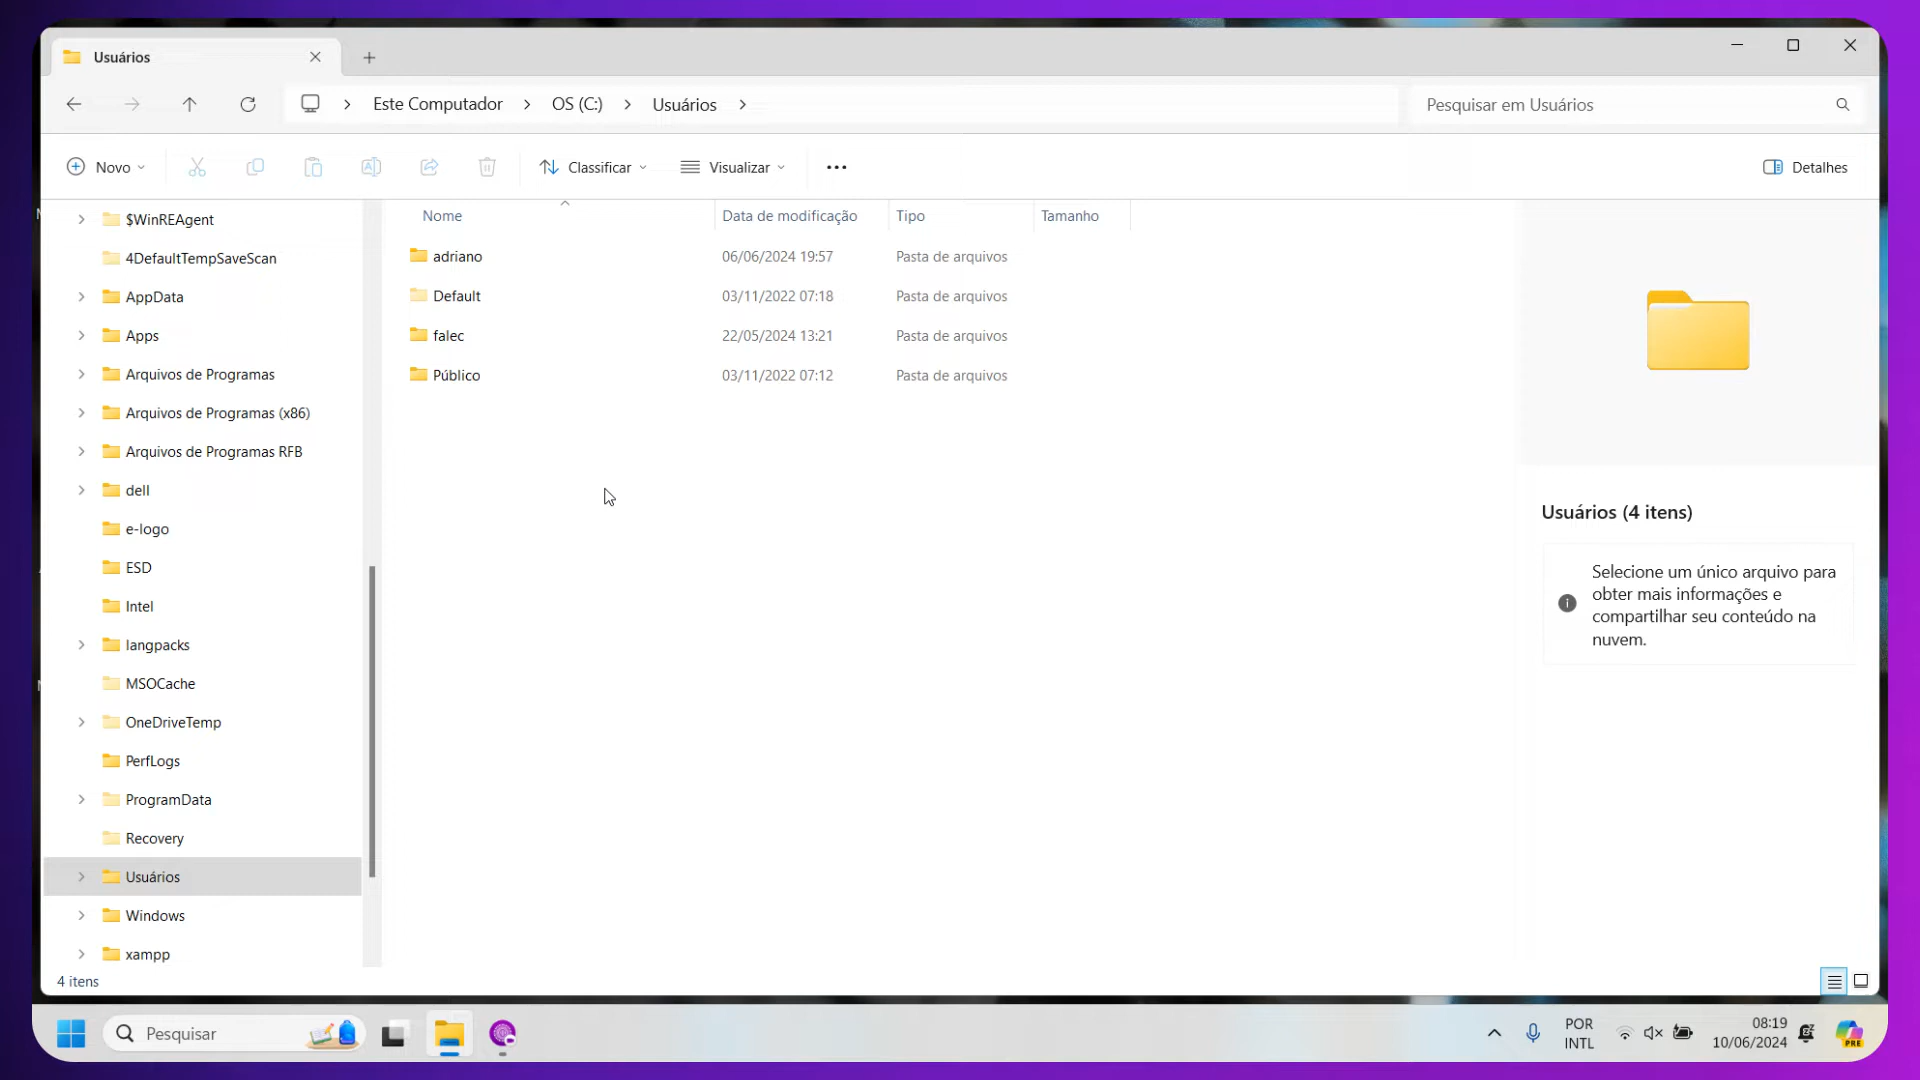 Usuários
Este Computador
OS (C:)
Usuários
Pesquisar em Usuários
Novo
Classificar
Visualizar
Detalhes
$WinREAgent
4DefaultTempSaveScan
AppData
Apps
Arquivos de Programas
Arquivos de Programas (x86)
Arquivos de Programas RFB
dell
e-logo
ESD
Intel
langpacks
MSOCache
OneDriveTemp
PerfLogs
ProgramData
Recovery
Usuários
Windows
xampp
Nome Data de modificação Tipo Tamanho
adriano 06/06/2024 19:57 Pasta de arquivos
Default 03/11/2022 07:18 Pasta de arquivos
falec 22/05/2024 13:21 Pasta de arquivos
Público 03/11/2022 07:12 Pasta de arquivos
Usuários (4 itens)
Selecione um único arquivo para
obter mais informações e
compartilhar seu conteúdo na
nuvem.
4 itens
Pesquisar
POR
INTL
08:19
10/06/2024
PRE